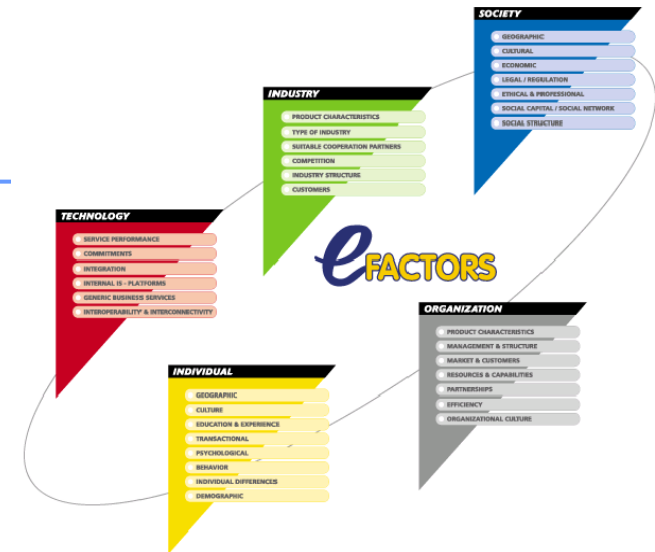 SOCIETY
GEOGRAPHIC
CULTURAL
ECONOMIC
LEGAL / REGULATION
ETHICAL & PROFESSIONAL
SOCIAL CAPITAL / SOCIAL NETWORK
SOCIAL STRUCTURE
INDUSTRY
PRODUCT CHARACTERISTICS
TYPE OF INDUSTRY
SUITABLE COOPERATION PARTNERS
COMPETITION
INDUSTRY STRUCTURE
CUSTOMERS
TECHNOLOGY
SERVICE PERFORMANCE
COMMITMENTS
INTEGRATION
INTERNAL IS - PLATFORMS
GENERIC BUSINESS SERVICES
INTEROPERABILITY & INTERCONNECTIVITY
eFACTORS
ORGANIZATION
PRODUCT CHARACTERISTICS
MANAGEMENT & STRUCTURE
MARKET & CUSTOMERS
RESOURCES & CAPABILITIES
PARTNERSHIPS
EFFICIENCY
ORGANIZATIONAL CULTURE
INDIVIDUAL
GEOGRAPHIC
CULTURE
EDUCATION & EXPERIENCE
TRANSACTIONAL
PSYCHOLOGICAL
BEHAVIOR
INDIVIDUAL DIFFERENCES
DEMOGRAPHIC